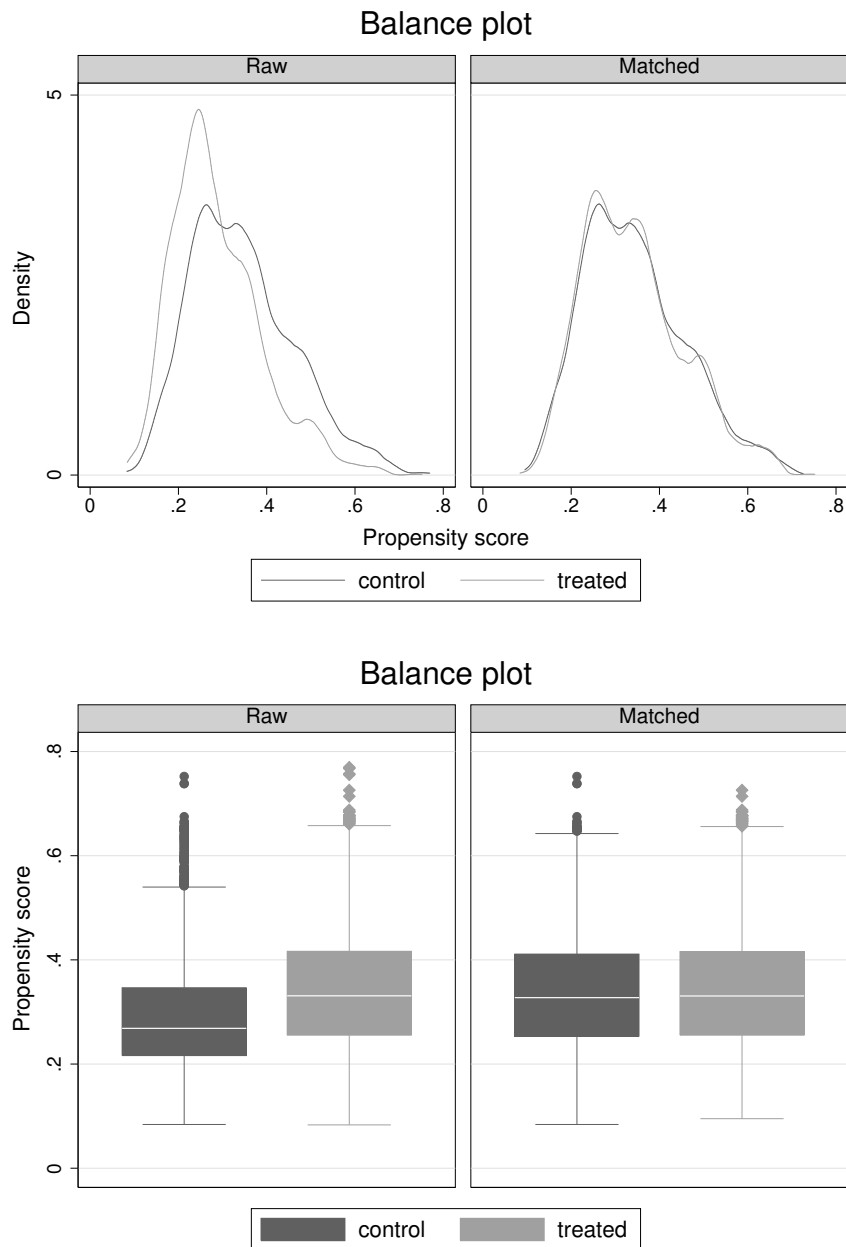 Balance plot
Raw
Matched
5
0
Density
0
.2
.4
.6
.8
0
.2
.4
.6
.8
Propensity score
control
treated
Balance plot
Raw
Matched
.8
.6
.4
.2
0
Propensity score
control
treated